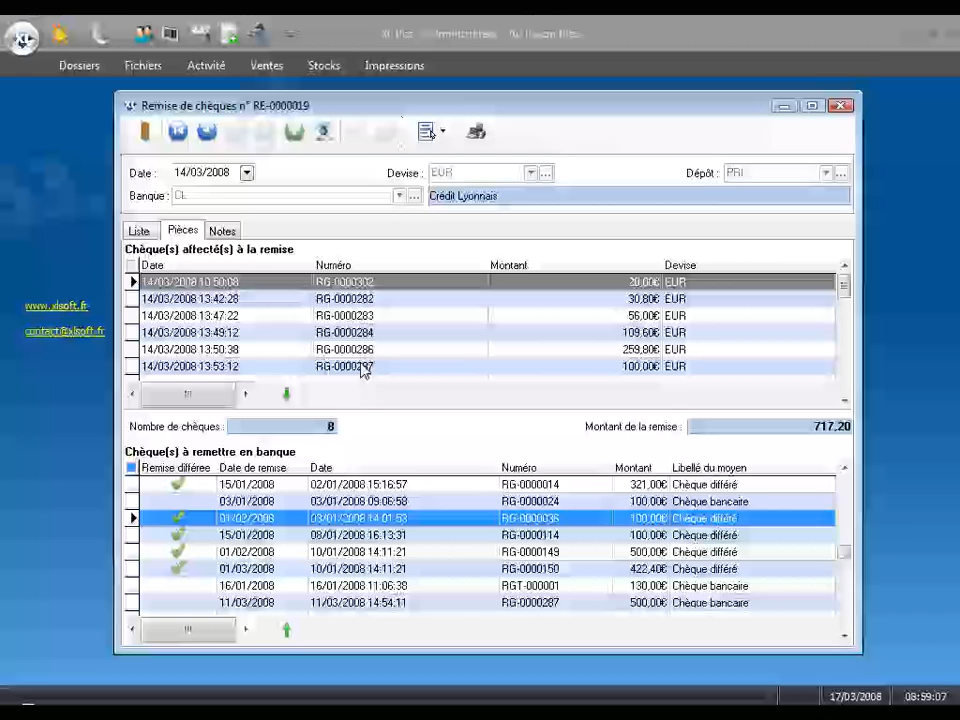 Dossiers Fichiers Activité Ventes Stocks Impressions
Remise de chèques n° RE-0000019
Date : 14/03/2008 Devise : EUR ... Dépôt : PRI ...
Banque : CL ... Crédit Lyonnais
Liste Pièces Notes
Chèque(s) affecté(s) à la remise
Date Numéro Montant Devise
14/03/2008 10:50:08 RG-0000302 20,00€ EUR
14/03/2008 13:42:28 RG-0000282 30,80€ EUR
14/03/2008 13:47:22 RG-0000283 56,00€ EUR
www.xlsoft.fr
14/03/2008 13:49:12 RG-0000284 109,60€ EUR
contact@xlsoft.fr
14/03/2008 13:50:38 RG-0000286 259,80€ EUR
14/03/2008 13:53:12 100,00€ EUR
Nombre de chèques : 8 Montant de la remise : 717,20
Chèque(s) à remettre en banque
Remise différée Date de remise Date Numéro Montant Libellé du moyen
15/01/2008 02/01/2008 15:16:57 RG-0000014 321,00€ Chèque différé
03/01/2008 03/01/2008 09:06:58 RG-0000024 100,00€ Chèque bancaire
01/02/2008 03/01/2008 14:01:53 RG-0000036 100,00€ Chèque différé
15/01/2008 08/01/2008 16:13:31 RG-0000114 100,00€ Chèque différé
01/02/2008 10/01/2008 14:11:21 RG-0000149 500,00€ Chèque différé
01/03/2008 10/01/2008 14:11:21 RG-0000150 422,40€ Chèque différé
16/01/2008 16/01/2008 11:06:38 RGT-000001 130,00€ Chèque bancaire
11/03/2008 11/03/2008 14:54:11 RG-0000287 500,00€ Chèque bancaire
17/03/2008 08:59:07